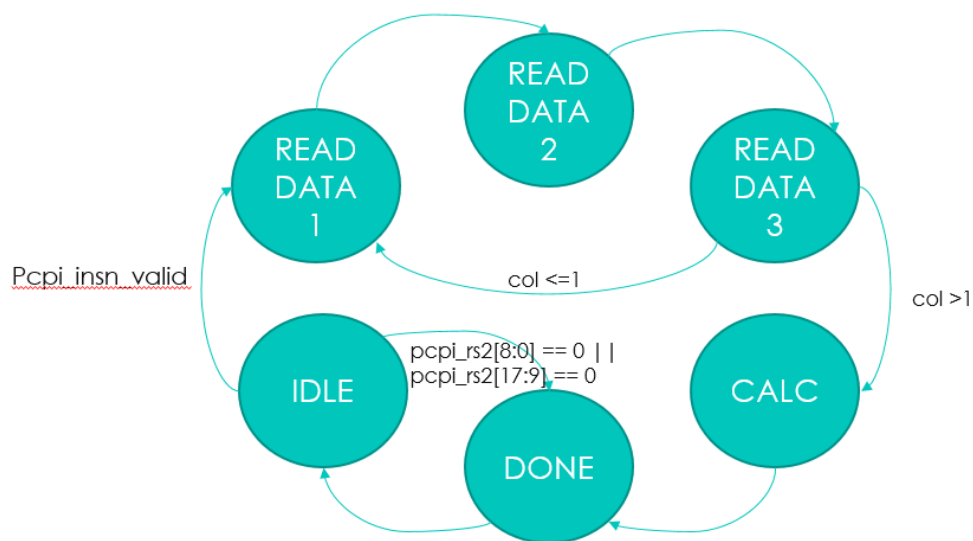 READ
DATA
2
READ
DATA
1
READ
DATA
3
Pcpi_insn_valid
col <=1
col >1
pcpi_rs2[8:0] == 0 ||
pcpi_rs2[17:9] == 0
IDLE
CALC
DONE